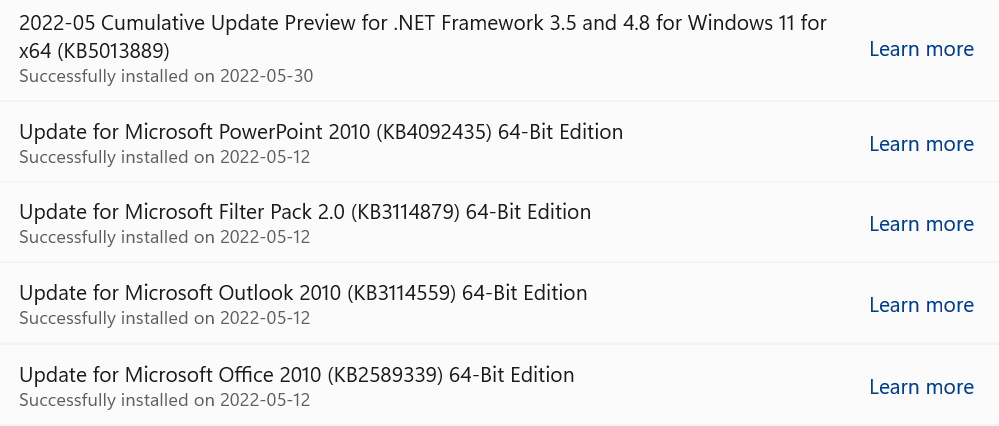 2022-05 Cumulative Update Preview for .NET Framework 3.5 and 4.8 for Windows 11 for
x64 (KB5013889)
Learn more
Successfully installed on 2022-05-30
Update for Microsoft PowerPoint 2010 (KB4092435) 64-Bit Edition
Learn more
Successfully installed on 2022-05-12
Update for Microsoft Filter Pack 2.0 (KB3114879) 64-Bit Edition
Learn more
Successfully installed on 2022-05-12
Update for Microsoft Outlook 2010 (KB3114559) 64-Bit Edition
Learn more
Successfully installed on 2022-05-12
Update for Microsoft Office 2010 (KB2589339) 64-Bit Edition
Learn more
Successfully installed on 2022-05-12